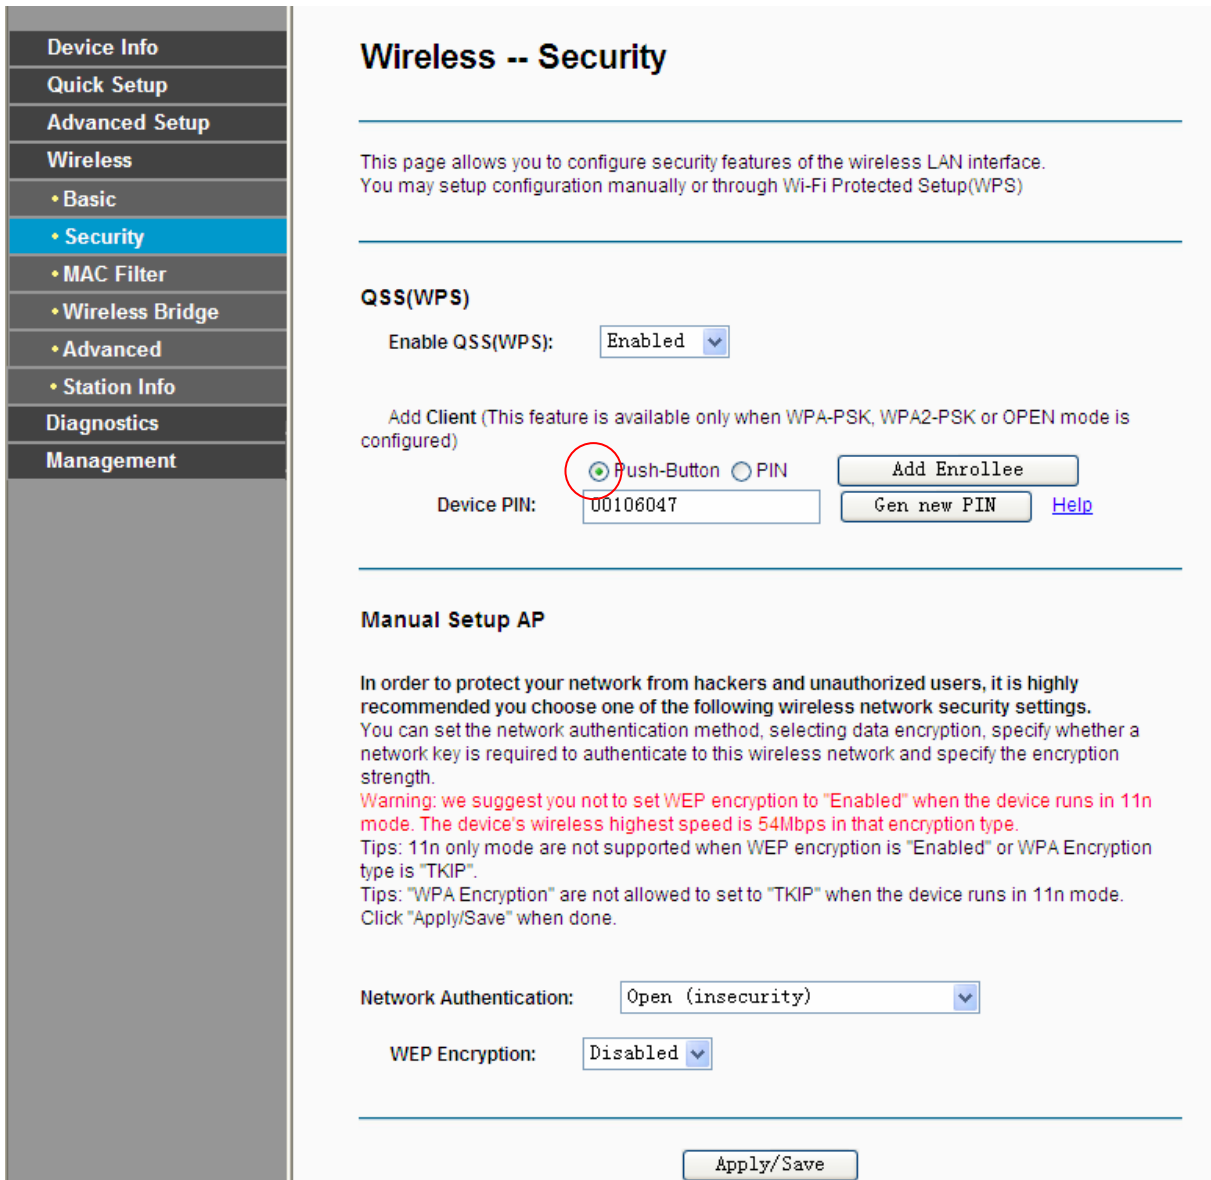 Device Info
Quick Setup
Advanced Setup
Wireless
Basic
Security
MAC Filter
Wireless Bridge
Advanced
Station Info
Diagnostics
Management
Wireless -- Security
This page allows you to configure security features of the wireless LAN interface.
You may setup configuration manually or through Wi-Fi Protected Setup(WPS)
QSS(WPS)
Enable QSS(WPS): Enabled
Add Client (This feature is available only when WPA-PSK, WPA2-PSK or OPEN mode is
configured)
Push-Button PIN Add Enrollee
Device PIN: 00106047 Gen new PIN Help
Manual Setup AP
In order to protect your network from hackers and unauthorized users, it is highly
recommended you choose one of the following wireless network security settings.
You can set the network authentication method, selecting data encryption, specify whether a
network key is required to authenticate to this wireless network and specify the encryption
strength.
Warning: we suggest you not to set WEP encryption to "Enabled" when the device runs in 11n
mode. The device's wireless highest speed is 54Mbps in that encryption type.
Tips: 11n only mode are not supported when WEP encryption is "Enabled" or WPA Encryption
type is "TKIP".
Tips: "WPA Encryption" are not allowed to set to "TKIP" when the device runs in 11n mode.
Click "Apply/Save" when done.
Network Authentication: Open (insecurity)
WEP Encryption: Disabled
Apply/Save